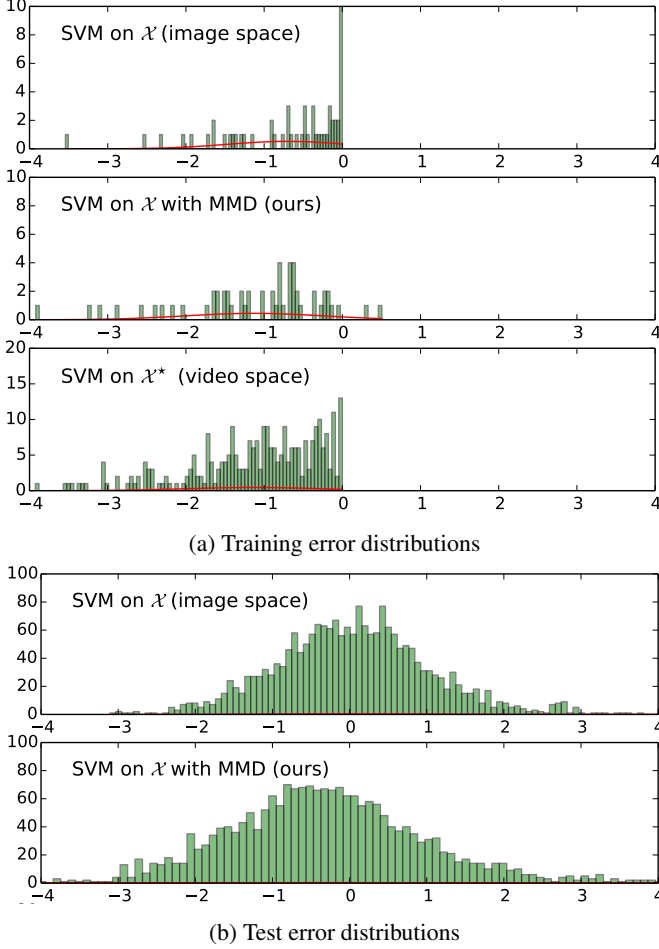 10
8
6
4
2
0
SVM on 𝒳 (image space)
−4 −3 −2 −1 0 1 2 3 4
10
8
6
4
2
0
SVM on 𝒳 with MMD (ours)
−4 −3 −2 −1 0 1 2 3 4
20
15
10
5
0
SVM on 𝒳⋆ (video space)
−4 −3 −2 −1 0 1 2 3 4
(a) Training error distributions
100
80
60
40
20
0
SVM on 𝒳 (image space)
−4 −3 −2 −1 0 1 2 3 4
100
80
60
40
20
0
SVM on 𝒳 with MMD (ours)
−4 −3 −2 −1 0 1 2 3 4
(b) Test error distributions